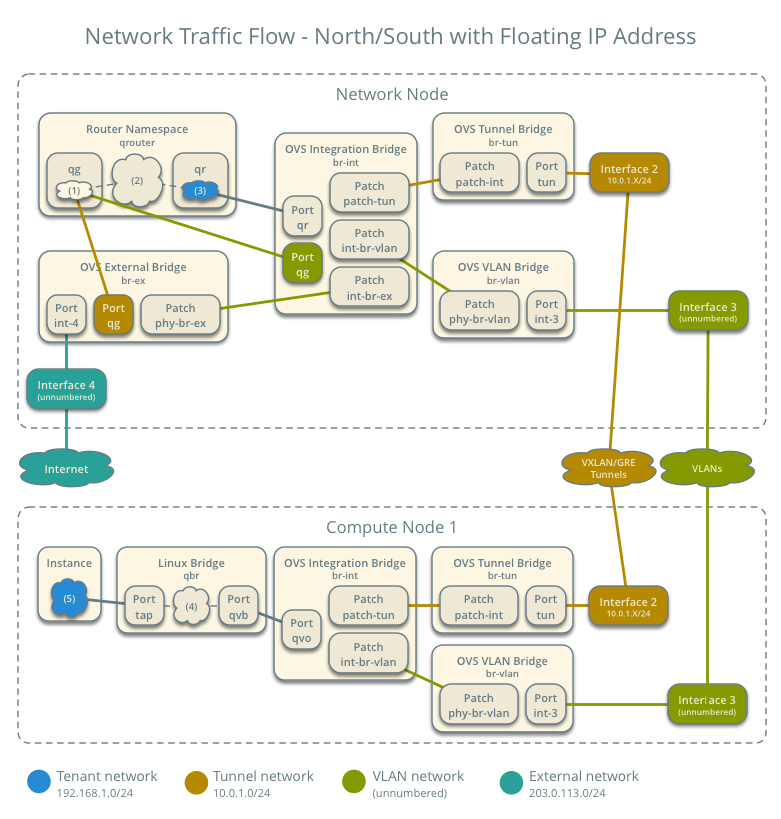 Network Traffic Flow - North/South with Floating IP Address
Network Node
Router Namespace
qrouter
qg
(1)
(2)
qr
(3)
OVS Integration Bridge
br-int
Port
qr
Port
qg
Patch
patch-tun
Patch
int-br-vlan
Patch
int-br-ex
OVS Tunnel Bridge
br-tun
Patch
patch-int
Port
tun
Interface 2
10.0.1.X/24
OVS External Bridge
br-ex
Port
int-4
Port
qg
Patch
phy-br-ex
OVS VLAN Bridge
br-vlan
Patch
phy-br-vlan
Port
int-3
Interface 3
(unnumbered)
Interface 4
(unnumbered)
Internet
VXLAN/GRE
Tunnels
VLANs
Compute Node 1
Instance
(5)
Linux Bridge
qbr
Port
tap
(4)
Port
qvb
OVS Integration Bridge
br-int
Port
qvo
Patch
patch-tun
Patch
int-br-vlan
OVS Tunnel Bridge
br-tun
Patch
patch-int
Port
tun
Interface 2
10.0.1.X/24
OVS VLAN Bridge
br-vlan
Patch
phy-br-vlan
Port
int-3
Interface 3
(unnumbered)
Tenant network
192.168.1.0/24
Tunnel network
10.0.1.0/24
VLAN network
(unnumbered)
External network
203.0.113.0/24